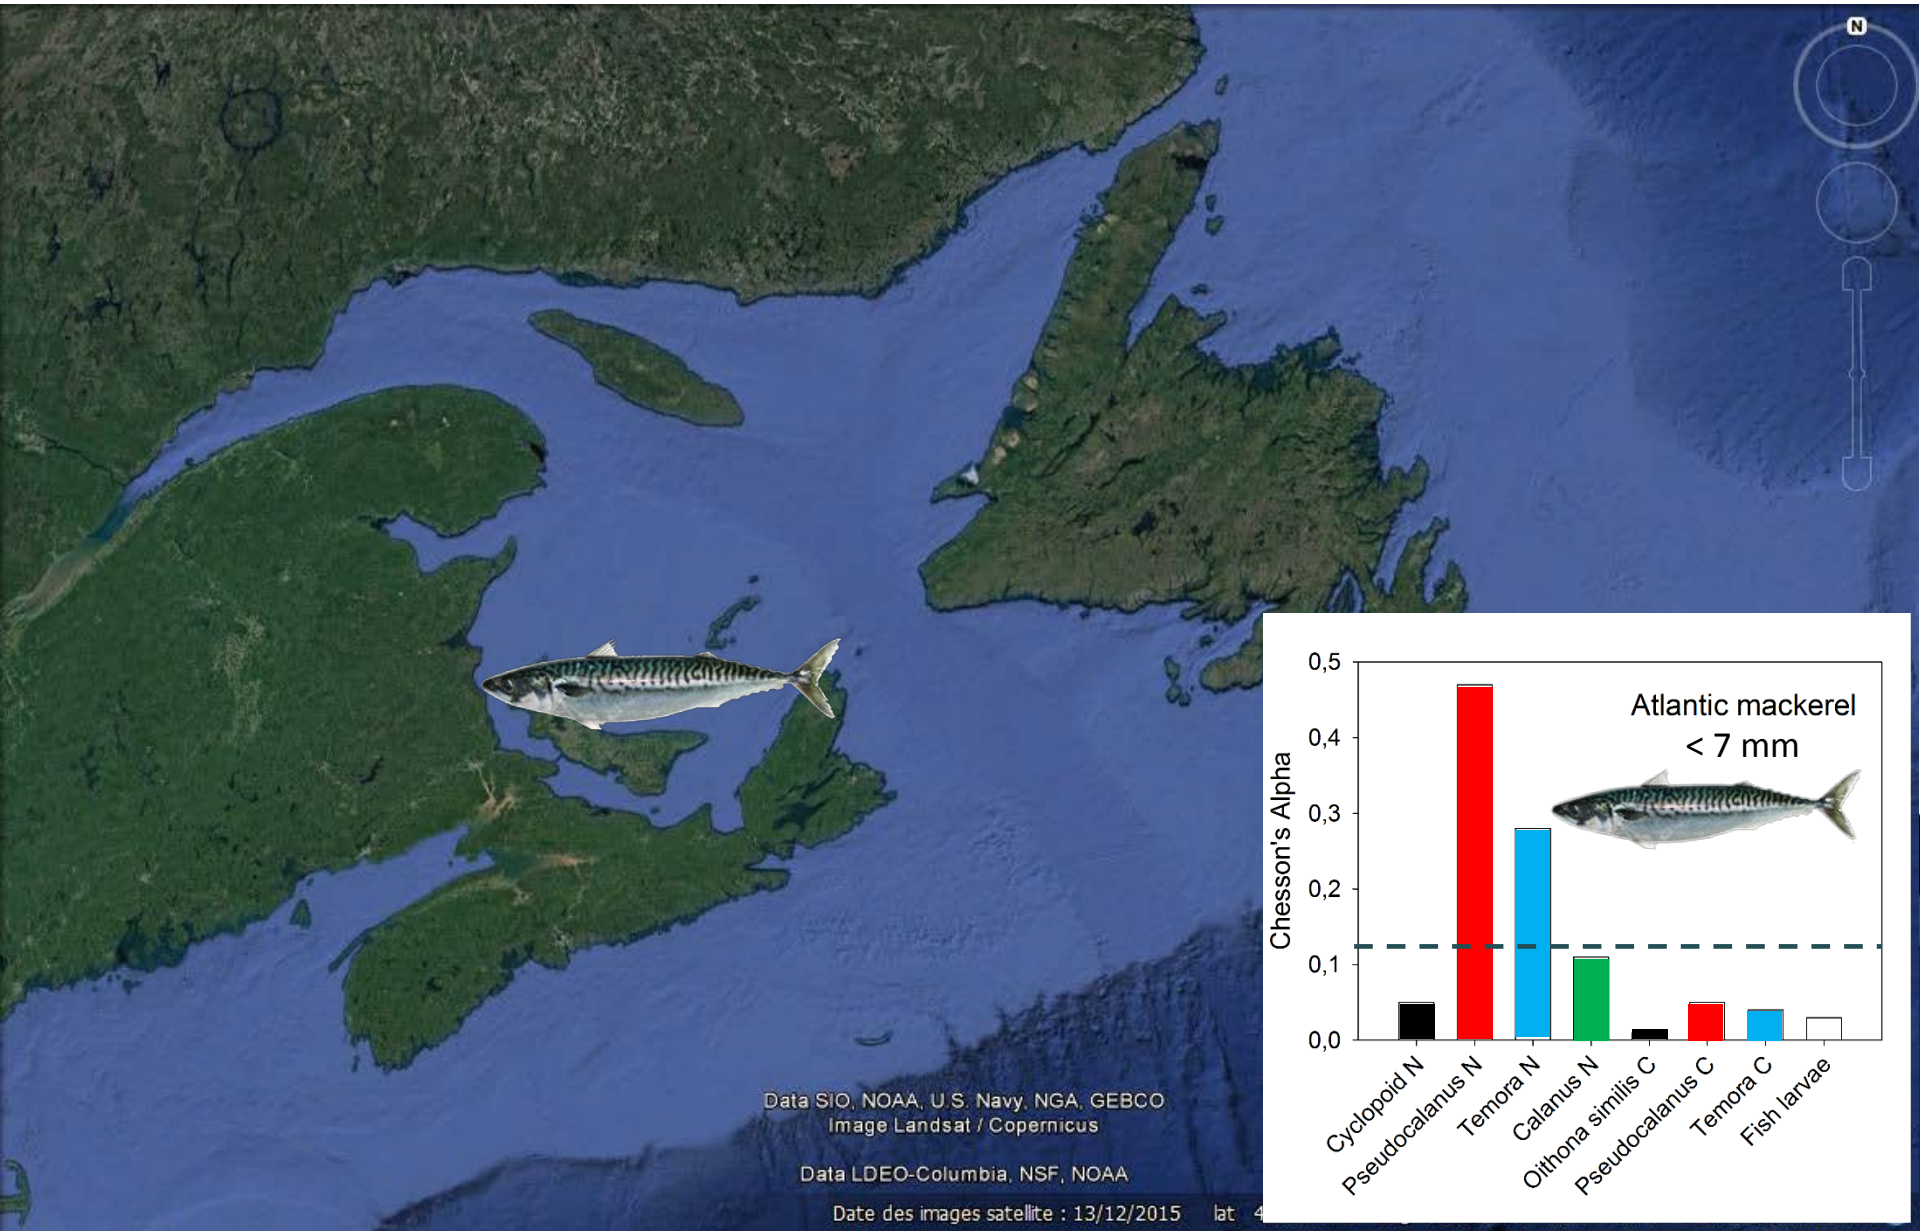 N
0,5
0,4
0,3
0,2
0,1
0,0
Chesson's Alpha
Atlantic mackerel
< 7 mm
Cyclopoid N
Pseudocalanus N
Temora N
Calanus N
Oithona similis C
Pseudocalanus C
Temora C
Fish larvae
Data SIO, NOAA, U.S. Navy, NGA, GEBCO
Image Landsat / Copernicus
Data LDEO-Columbia, NSF, NOAA
Date des images satellite : 13/12/2015 lat 4